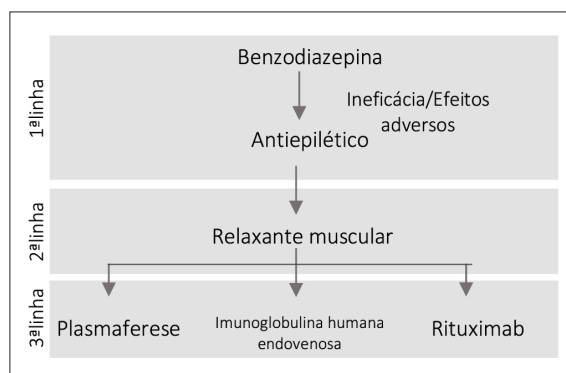 1ªlinha
Benzodiazepina
Ineficácia/Efeitos
adversos
Antiepilético
2ªlinha
Relaxante muscular
3ªlinha
Plasmaferese
Imunoglobulina humana
endovenosa
Rituximab